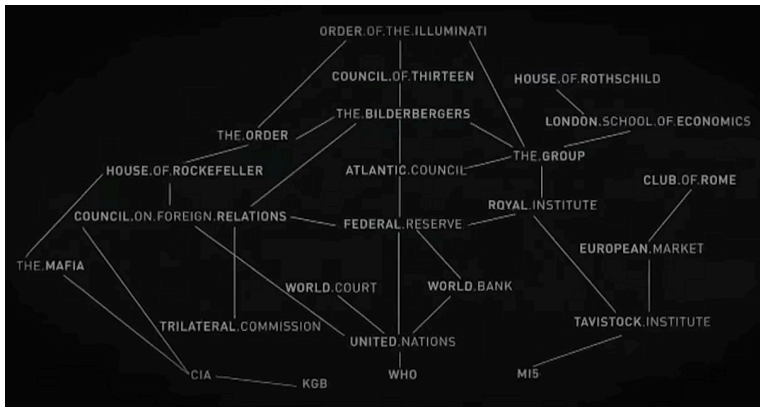 ORDER.OF.THE.ILLUMINATI
COUNCIL.OF.THIRTEEN
HOUSE.OF.ROTHSCHILD
THE.BILDERBERGERS
LONDON.SCHOOL.OF.ECONOMICS
THE.ORDER
THE.GROUP
HOUSE.OF.ROCKEFELLER
ATLANTIC.COUNCIL
CLUB.OF.ROME
ROYAL.INSTITUTE
COUNCIL.ON.FOREIGN.RELATIONS
FEDERAL.RESERVE
EUROPEAN.MARKET
THE.MAFIA
WORLD.COURT
WORLD.BANK
TRILATERAL.COMMISSION
TAVISTOCK.INSTITUTE
UNITED.NATIONS
CIA
WHO
MI5
KGB